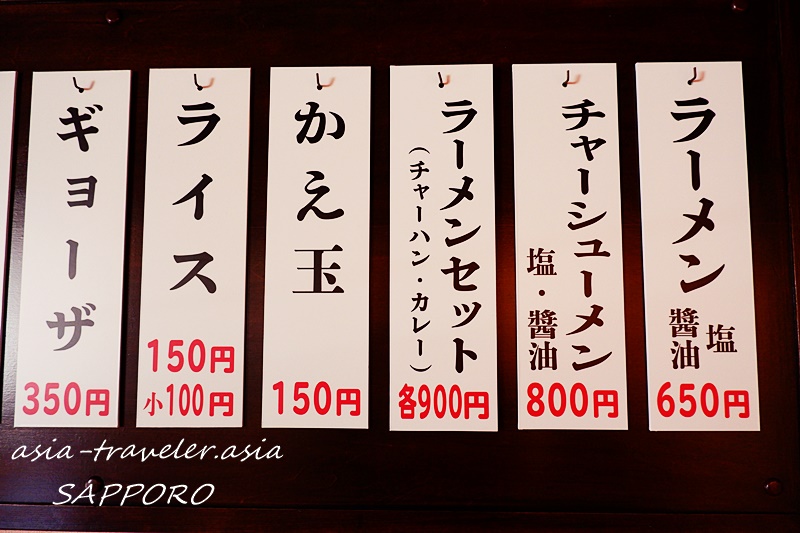 ラーメン
塩
醬油
650円
チャーシューメン
塩・醬油
800円
ラーメンセット
(チャーハン・カレー)
各900円
かえ玉
150円
ライス
150円
小100円
ギョーザ
350円
asia-traveler.asia
SAPPORO